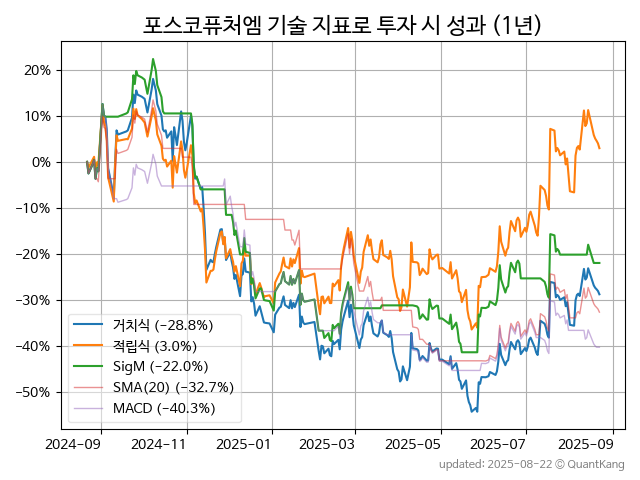 포스코퓨처엠 기술 지표로 투자 시 성과 (1년)
20%
10%
0%
−10%
−20%
−30%
−40%
−50%
거치식 (−28.8%)
적립식 (3.0%)
SigM (−22.0%)
SMA(20) (−32.7%)
MACD (−40.3%)
2024-09 2024-11 2025-01 2025-03 2025-05 2025-07 2025-09
updated: 2025-08-22 © QuantKang